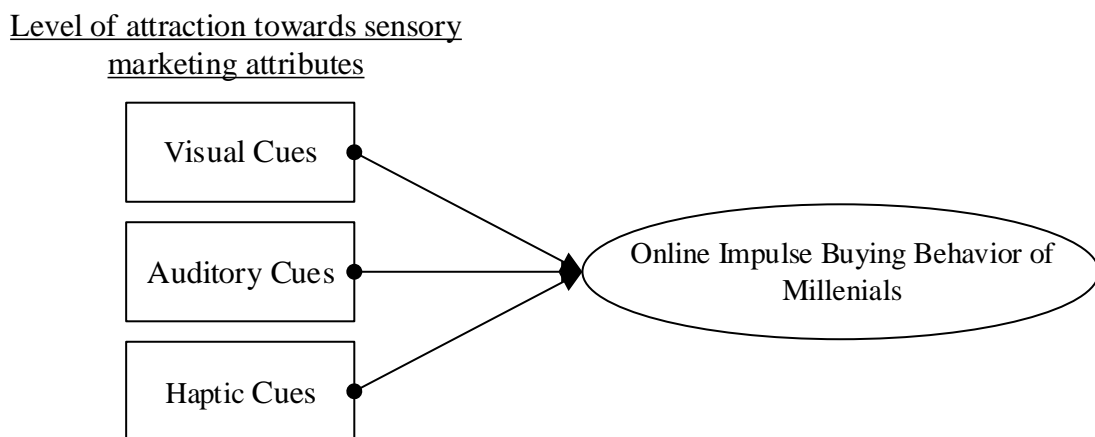 Level of attraction towards sensory
marketing attributes
Visual Cues
Auditory Cues
Haptic Cues
Online Impulse Buying Behavior of
Millenials